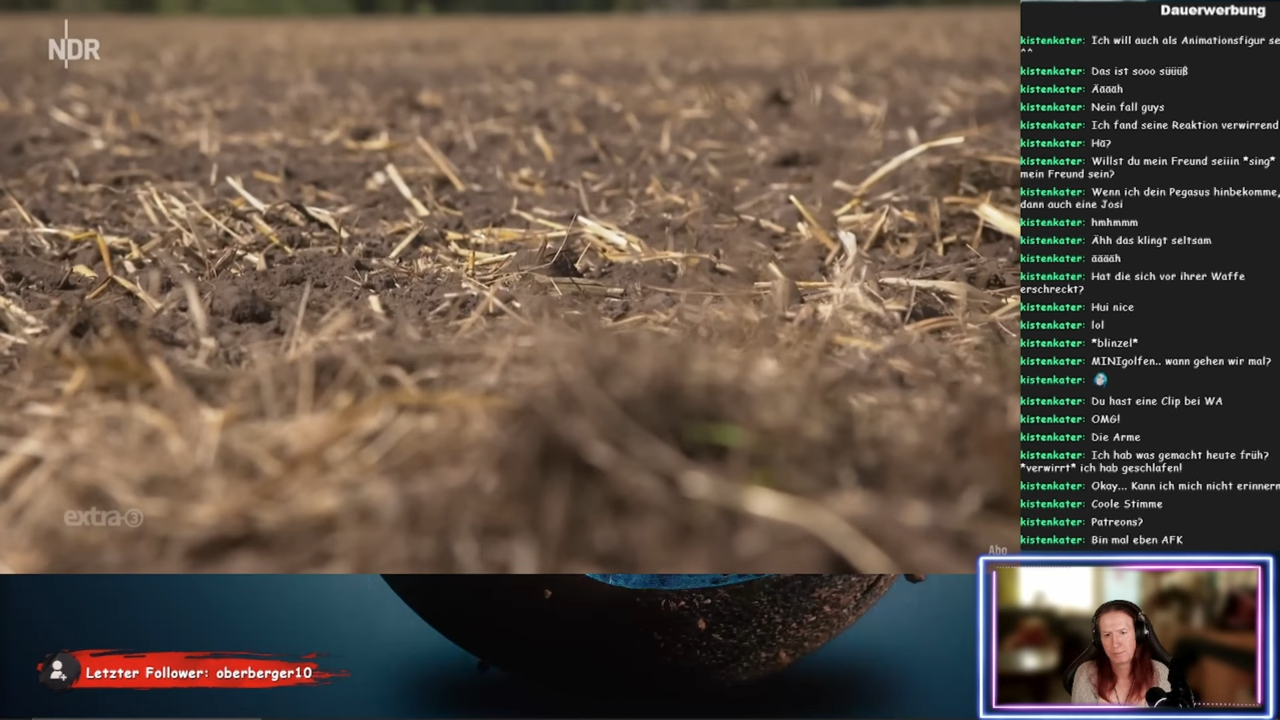 Dauerwerbung
NDR
kistenkater: Ich will auch als Animationsfigur se
^^
kistenkater: Das ist sooo süüüß
kistenkater: Ääääh
kistenkater: Nein fall guys
kistenkater: Ich fand seine Reaktion verwirrend
kistenkater: Hä?
kistenkater: Willst du mein Freund seiiin *sing*
mein Freund sein?
kistenkater: Wenn ich dein Pegasus hinbekomme,
dann auch eine Josi
kistenkater: hmhmmm
kistenkater: Ähh das klingt seltsam
kistenkater: ääääh
kistenkater: Hat die sich vor ihrer Waffe
erschreckt?
kistenkater: Hui nice
kistenkater: lol
kistenkater: *blinzel*
kistenkater: MINIgolfen.. wann gehen wir mal?
kistenkater:
kistenkater: Du hast eine Clip bei WA
kistenkater: OMG!
kistenkater: Die Arme
kistenkater: Ich hab was gemacht heute früh?
*verwirrt* ich hab geschlafen!
kistenkater: Okay... Kann ich mich nicht erinnern
kistenkater: Coole Stimme
kistenkater: Patreons?
kistenkater: Bin mal eben AFK
extra 3
Abo
Letzter Follower: oberberger10